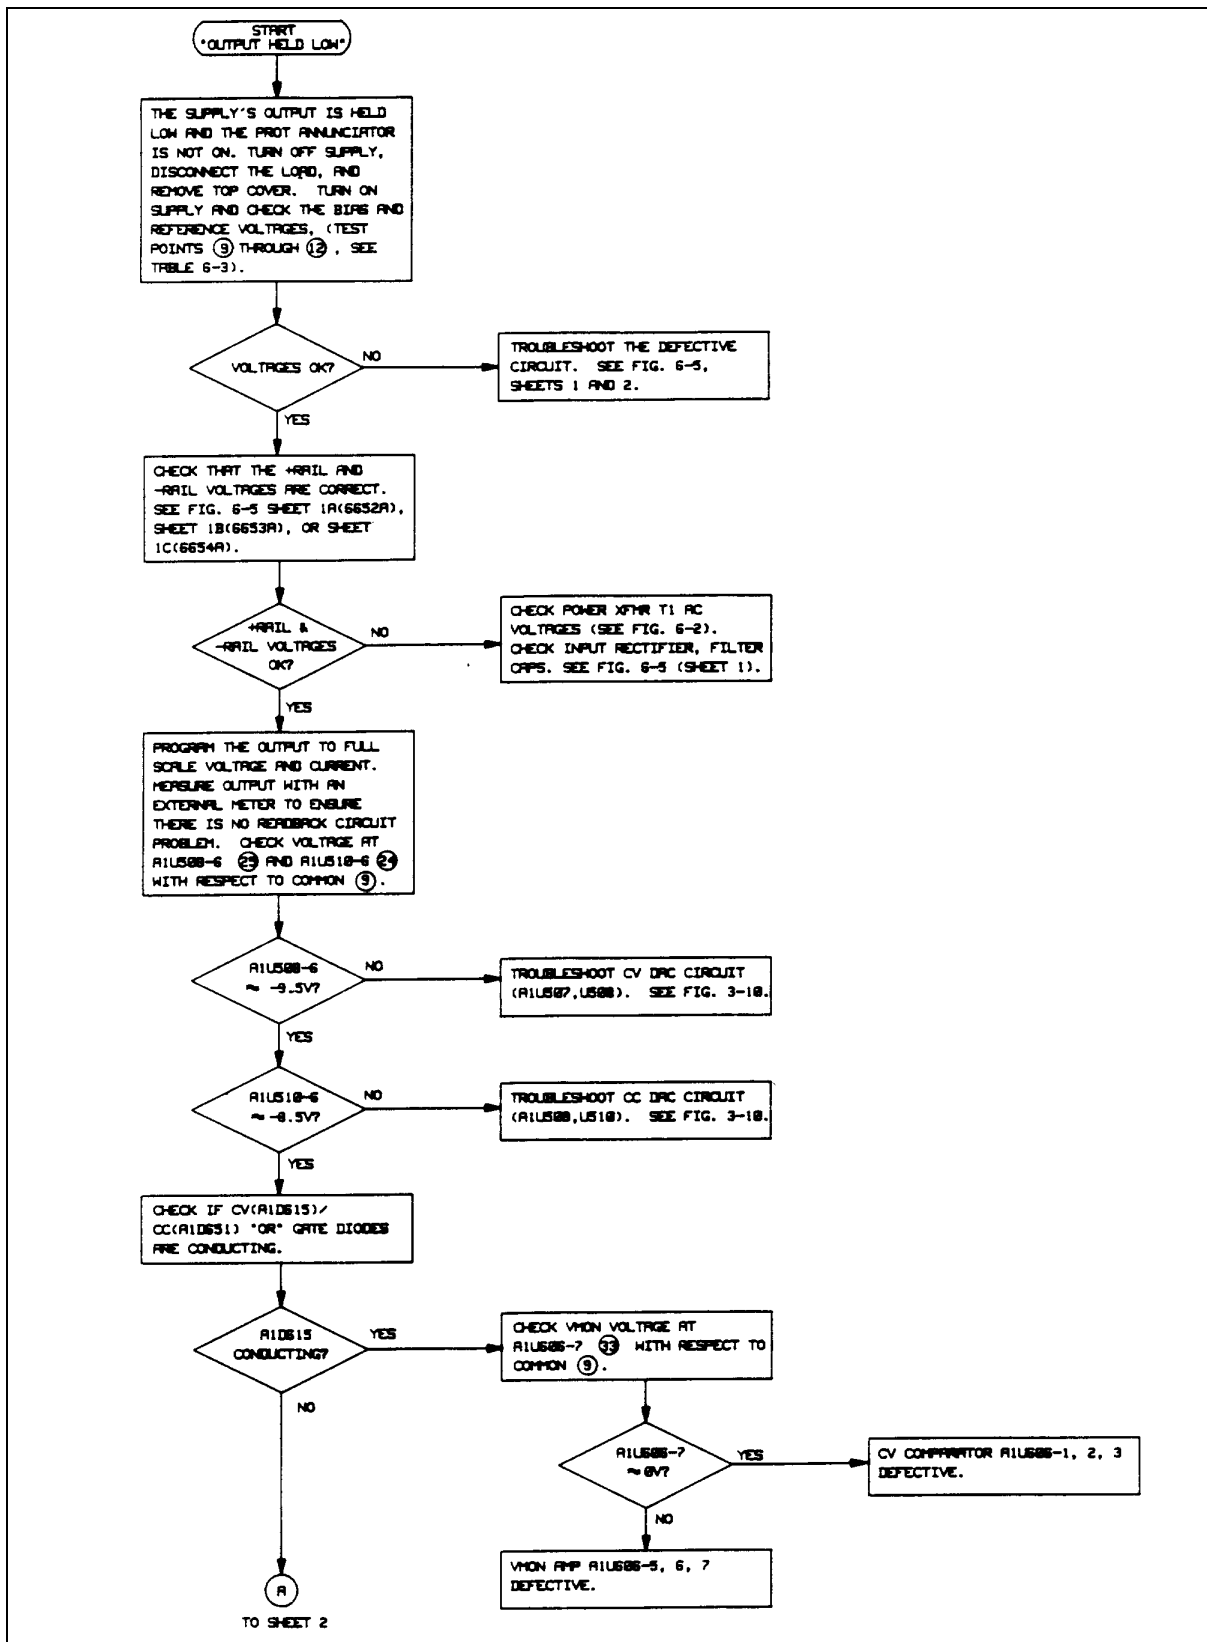 START
"OUTPUT HELD LOW"
THE SUPPLY'S OUTPUT IS HELD
LOW AND THE PROT ANNUNCIATOR
IS NOT ON. TURN OFF SUPPLY,
DISCONNECT THE LOAD, AND
REMOVE TOP COVER. TURN ON
SUPPLY AND CHECK THE BIAS AND
REFERENCE VOLTAGES, (TEST
POINTS 9 THROUGH 12, SEE
TABLE 6-3).
VOLTAGES OK?
NO
TROUBLESHOOT THE DEFECTIVE
CIRCUIT. SEE FIG. 6-5,
SHEETS 1 AND 2.
YES
CHECK THAT THE +RAIL AND
-RAIL VOLTAGES ARE CORRECT.
SEE FIG. 6-5 SHEET 1A(6652A),
SHEET 1B(6653A), OR SHEET
1C(6654A).
+RAIL &
-RAIL VOLTAGES
OK?
NO
CHECK POWER XFMR T1 AC
VOLTAGES (SEE FIG. 6-2).
CHECK INPUT RECTIFIER, FILTER
CAPS. SEE FIG. 6-5 (SHEET 1).
YES
PROGRAM THE OUTPUT TO FULL
SCALE VOLTAGE AND CURRENT.
MEASURE OUTPUT WITH AN
EXTERNAL METER TO ENSURE
THERE IS NO READBACK CIRCUIT
PROBLEM. CHECK VOLTAGE AT
A1U508-6 25 AND A1U510-6 24
WITH RESPECT TO COMMON 9.
A1U508-6
≈ -9.5V?
NO
TROUBLESHOOT CV DAC CIRCUIT
(A1U507,U508). SEE FIG. 3-10.
YES
A1U510-6
≈ -8.5V?
NO
TROUBLESHOOT CC DAC CIRCUIT
(A1U509,U510). SEE FIG. 3-10.
YES
CHECK IF CV(A1D615)/
CC(A1D651) "OR" GATE DIODES
ARE CONDUCTING.
A1D615
CONDUCTING?
YES
CHECK VMON VOLTAGE AT
A1U606-7 33 WITH RESPECT TO
COMMON 9.
NO
A1U606-7
≈ 0V?
YES
CV COMPARATOR A1U606-1, 2, 3
DEFECTIVE.
NO
VMON AMP A1U606-5, 6, 7
DEFECTIVE.
A
TO SHEET 2